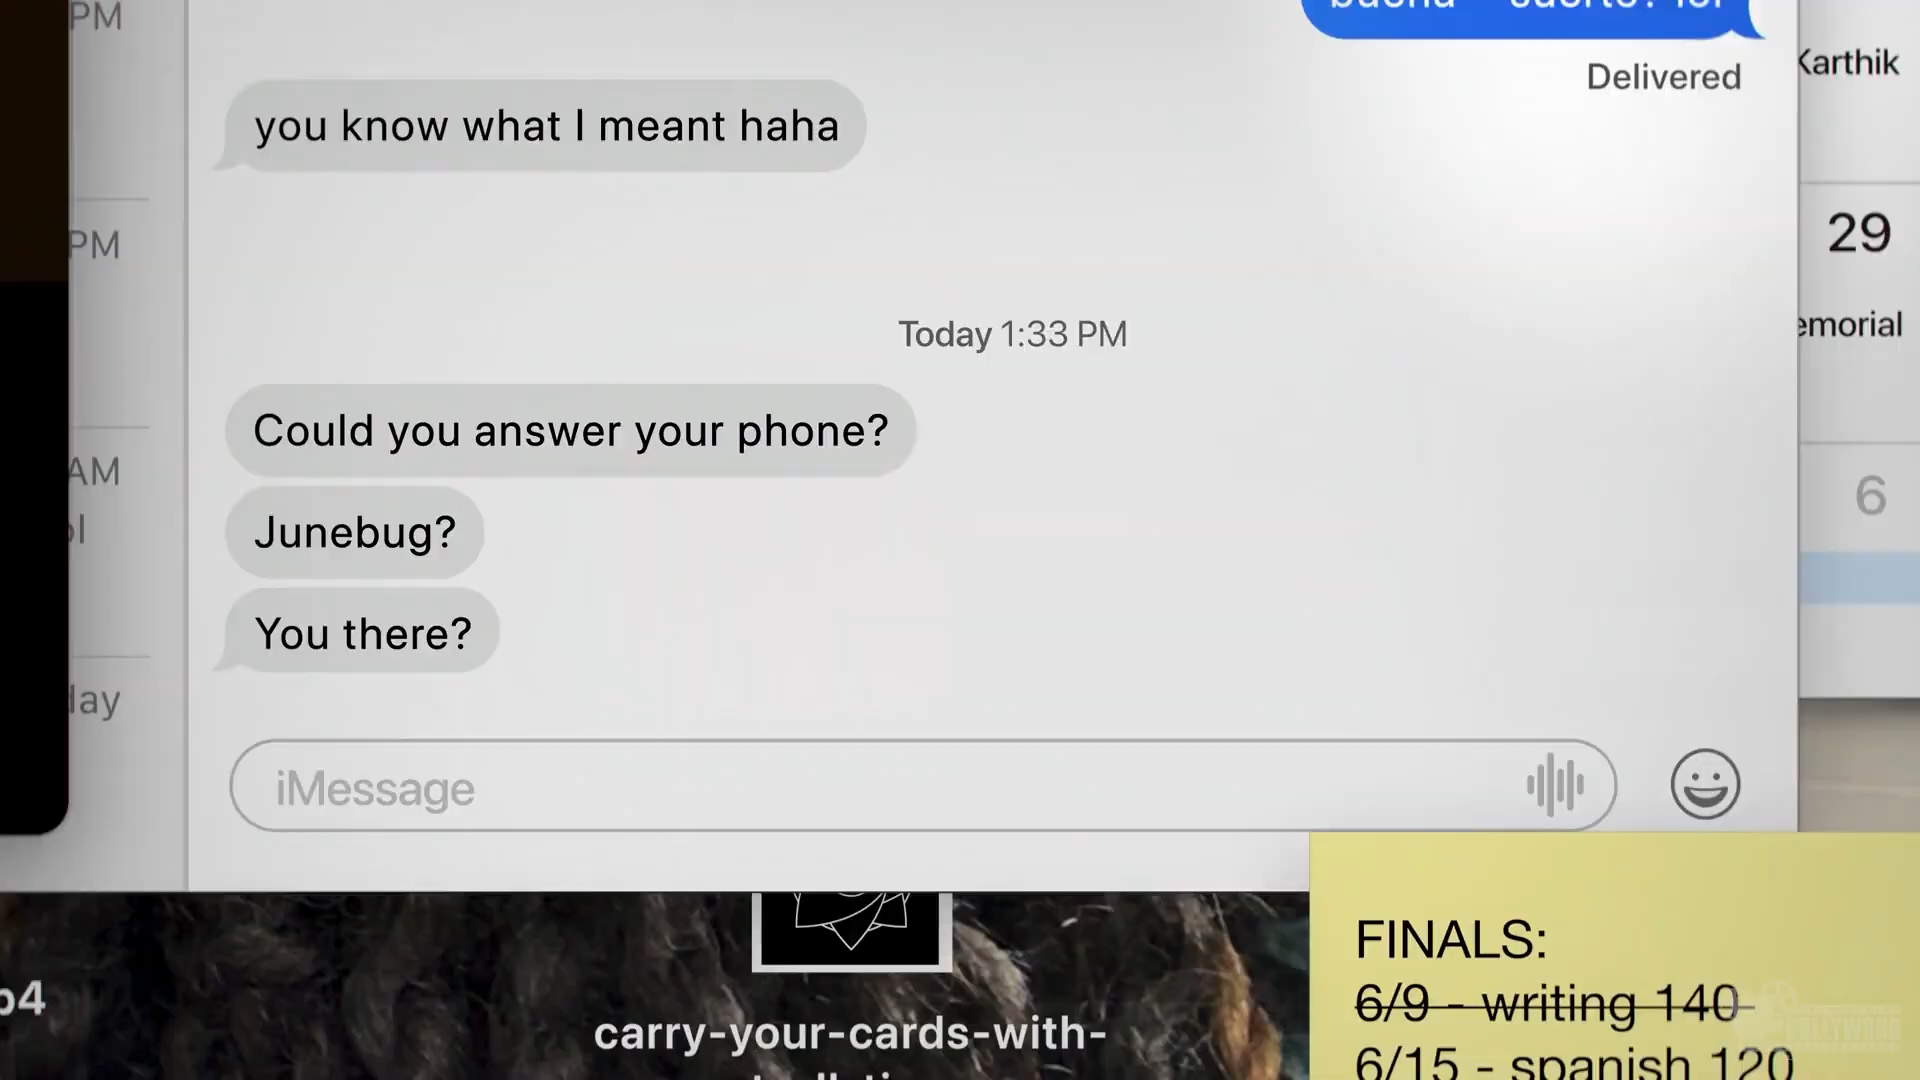 PM
Delivered
Karthik
you know what I meant haha
29
PM
Today 1:33 PM
Could you answer your phone?
AM
6
Junebug?
You there?
iMessage
FINALS:
6/9 - writing 140
carry-your-cards-with-
6/15 - spanish 120